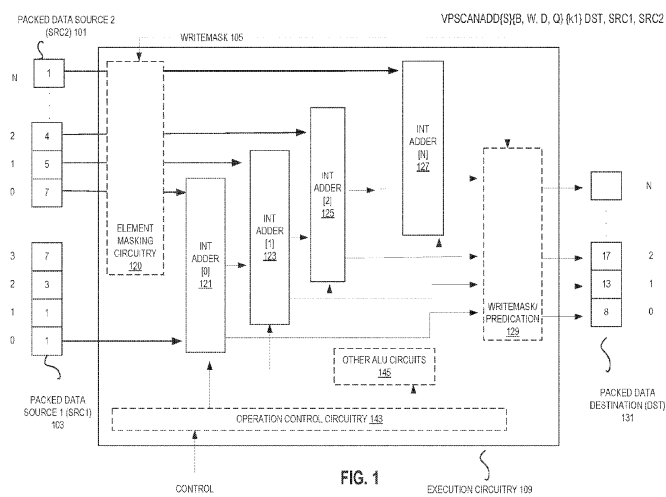 PACKED DATA SOURCE 2
(SRC2) 101
VPSCANADD{S}{B, W. D, Q} {k1} DST, SRC1, SRC2
WRITEMASK 105
N
1
2
4
1
5
0
7
ELEMENT
MASKING
CIRCUITRY
120
INT
ADDER
[0]
121
INT
ADDER
[1]
123
INT
ADDER
[2]
125
INT
ADDER
[N]
127
WRITEMASK/
PREDICATION
129
N
17
2
13
1
8
0
3
7
2
3
1
1
0
1
OTHER ALU CIRCUITS
145
PACKED DATA
SOURCE 1 (SRC1)
103
PACKED DATA
DESTINATION (DST)
131
OPERATION CONTROL CIRCUITRY 143
CONTROL
FIG. 1
EXECUTION CIRCUITRY 109